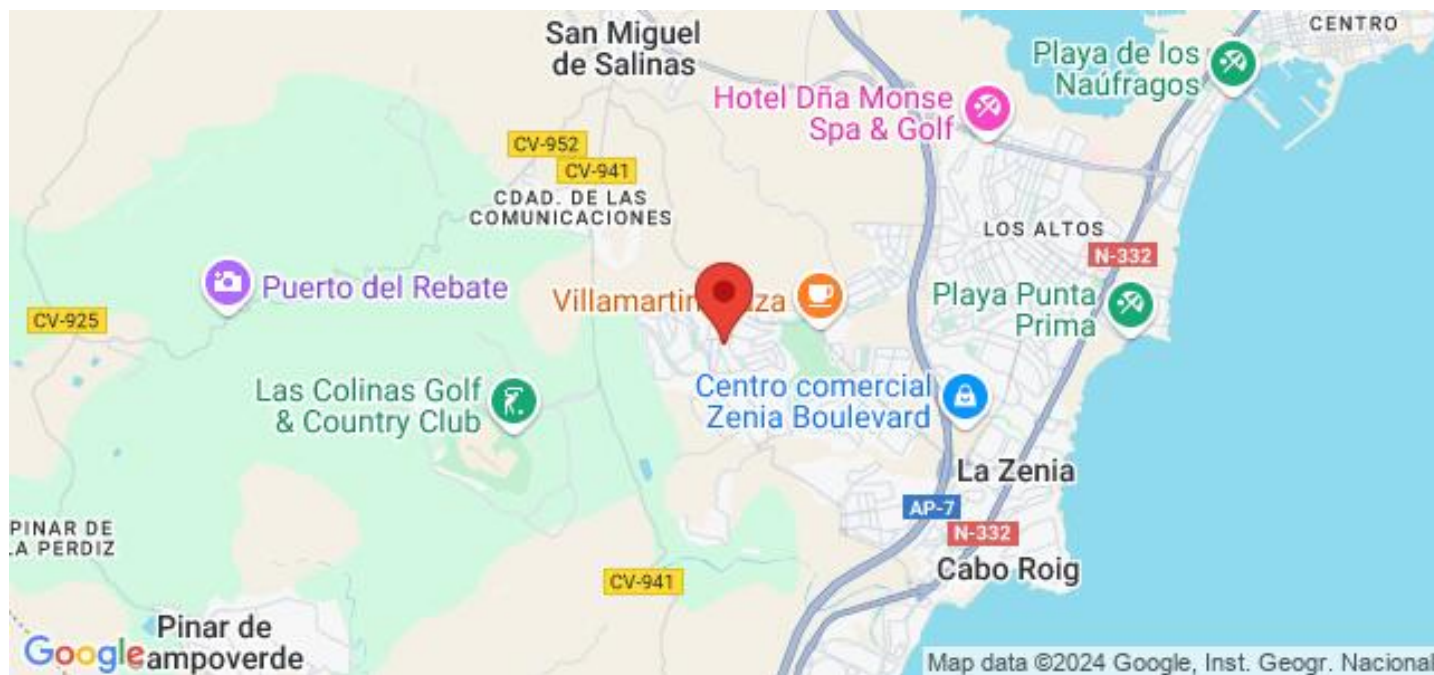 CENTRO
San Miguel
de Salinas
Playa de los
Naúfragos
Hotel Dña Monse
Spa & Golf
CV-952
CV-941
CDAD. DE LAS
COMUNICACIONES
LOS ALTOS
N-332
Puerto del Rebate
Villamartin
Playa Punta
Prima
CV-925
Las Colinas Golf
& Country Club
Centro comercial
Zenia Boulevard
La Zenia
AP-7
N-332
PINAR DE
LA PERDIZ
CV-941
Cabo Roig
Pinar de
ampoverde
Google
Map data ©2024 Google, Inst. Geogr. Nacional